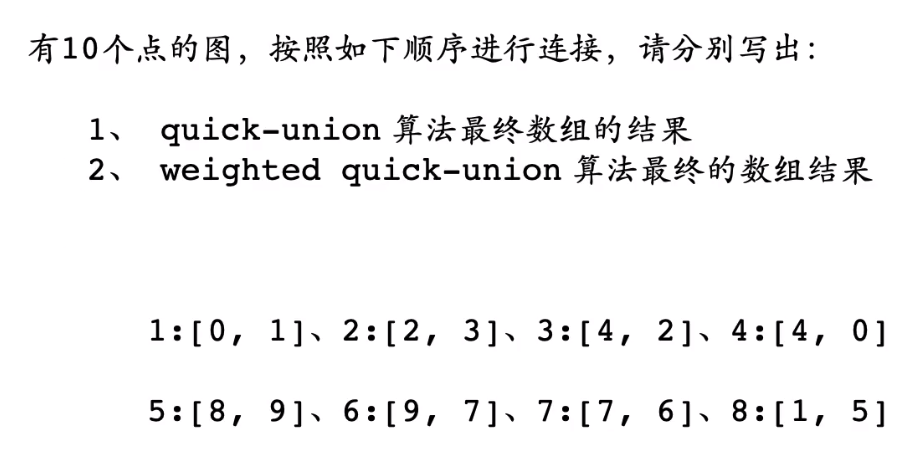 有10个点的图，按照如下顺序进行连接，请分别写出：
1、 quick-union 算法最终数组的结果
2、 weighted quick-union 算法最终的数组结果
1:[0, 1]、2:[2, 3]、3:[4, 2]、4:[4, 0]
5:[8, 9]、6:[9, 7]、7:[7, 6]、8:[1, 5]